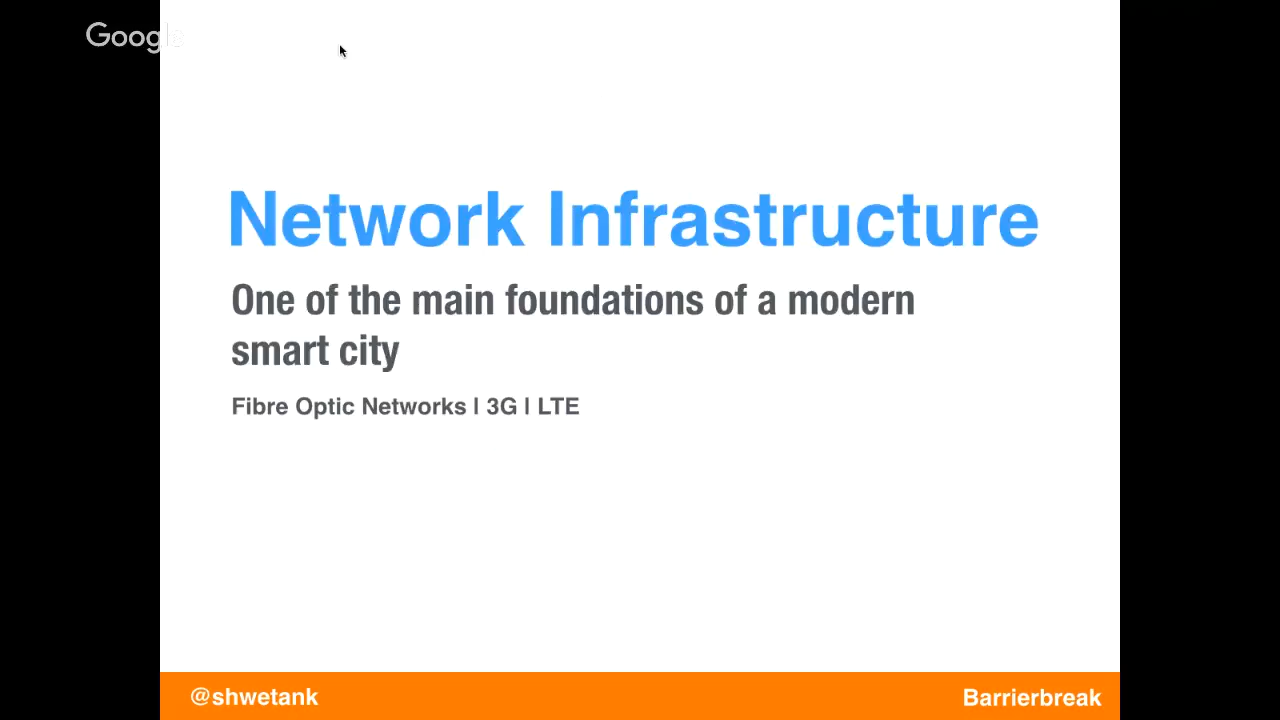 Google
Network Infrastructure
One of the main foundations of a modern
smart city
Fibre Optic Networks | 3G | LTE
@shwetank
Barrierbreak